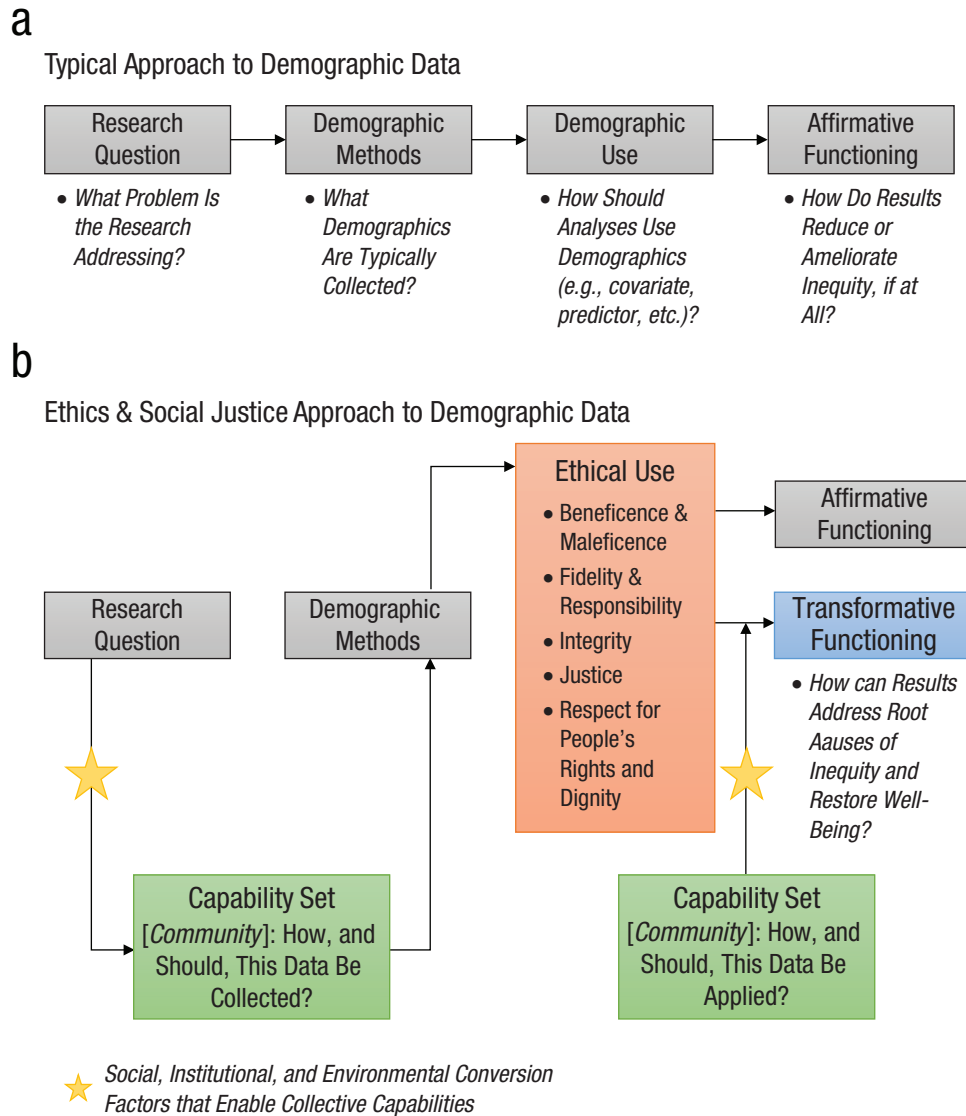 a
Typical Approach to Demographic Data
Research
Question
Demographic
Methods
Demographic
Use
Affirmative
Functioning
• What Problem Is
the Research
Addressing?
• What
Demographics
Are Typically
Collected?
• How Should
Analyses Use
Demographics
(e.g., covariate,
predictor, etc.)?
• How Do Results
Reduce or
Ameliorate
Inequity, if at
All?
b
Ethics & Social Justice Approach to Demographic Data
Research
Question
Demographic
Methods
Ethical Use
• Beneficence &
Maleficence
• Fidelity &
Responsibility
• Integrity
• Justice
• Respect for
People's
Rights and
Dignity
Affirmative
Functioning
Transformative
Functioning
• How can Results
Address Root
Aauses of
Inequity and
Restore Well-
Being?
Capability Set
[Community]: How, and
Should, This Data Be
Collected?
Capability Set
[Community]: How, and
Should, This Data Be
Applied?
Social, Institutional, and Environmental Conversion
Factors that Enable Collective Capabilities